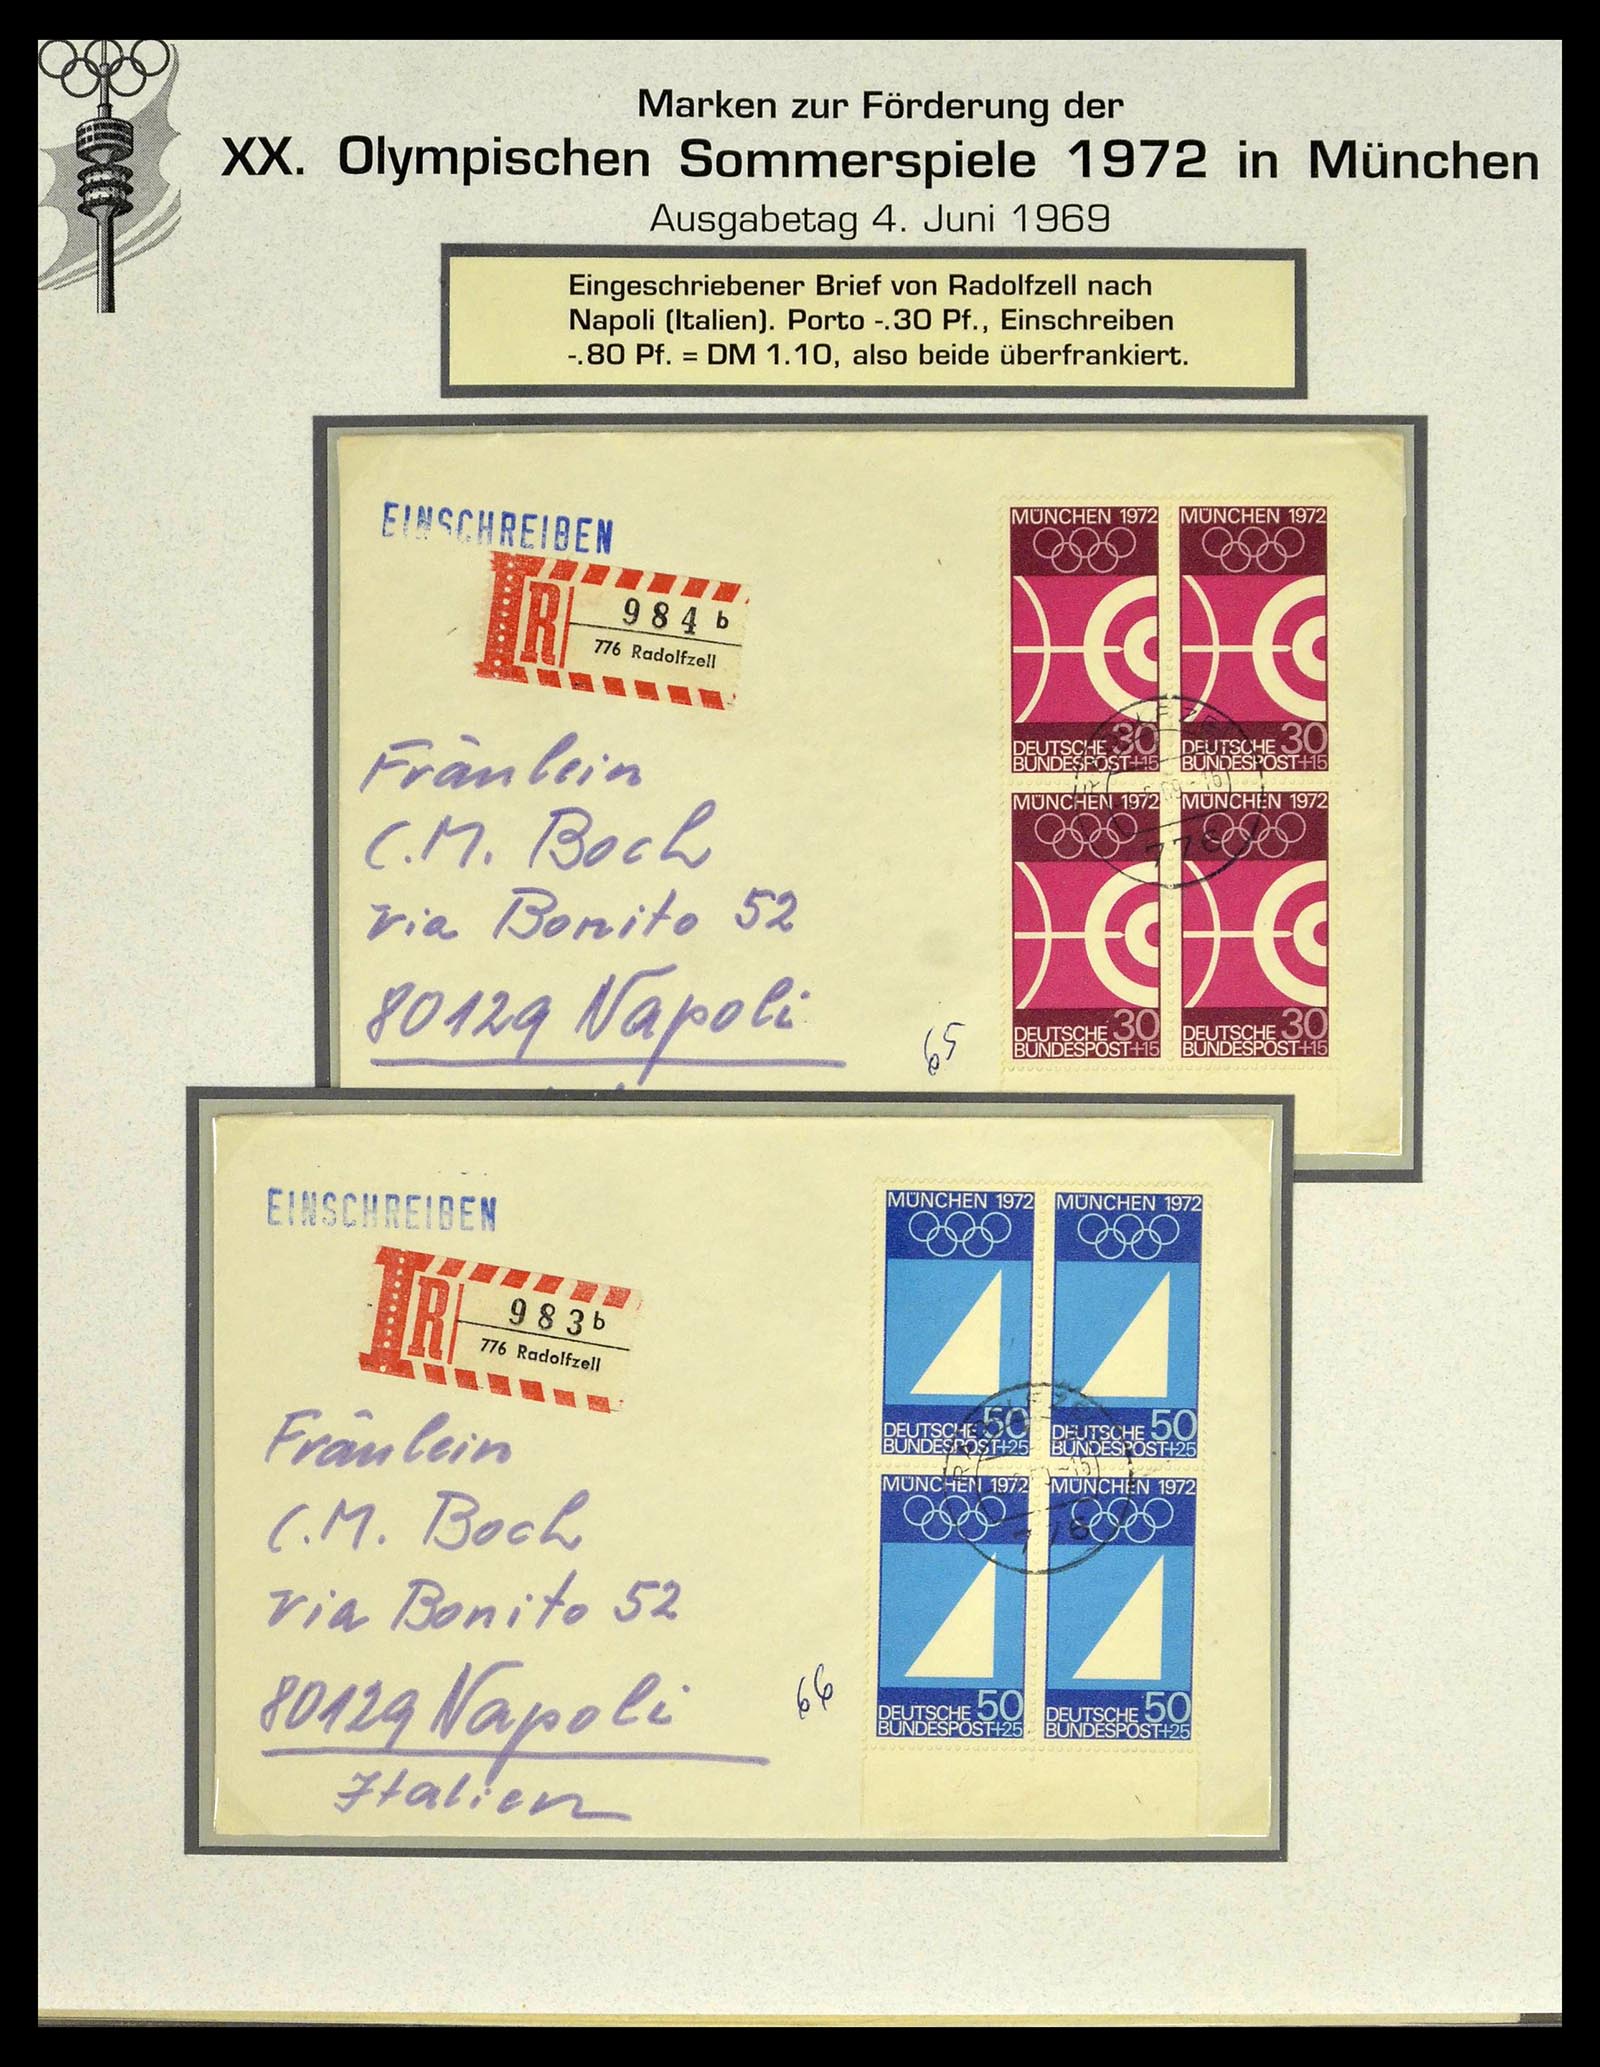 Marken zur Förderung der
XX. Olympischen Sommerspiele 1972 in München
Ausgabetag 4. Juni 1969
Eingeschriebener Brief von Radolfzell nach
Napoli (Italien). Porto -.30 Pf., Einschreiben
-.80 Pf. = DM 1.10, also beide überfrankiert.
EINSCHREIBEN
R 984 b
776 Radolfzell
Fräulein
C.M. Boch
via Bonito 52
80129 Napoli
65
MÜNCHEN 1972 MÜNCHEN 1972
DEUTSCHE 30 DEUTSCHE 30
BUNDESPOST+15 BUNDESPOST+15
776
MÜNCHEN 1972 MÜNCHEN 1972
DEUTSCHE 30 DEUTSCHE 30
BUNDESPOST+15 BUNDESPOST+15
EINSCHREIBEN
R 983 b
776 Radolfzell
Fräulein
C.M. Boch
via Bonito 52
80129 Napoli
Italien
66
MÜNCHEN 1972 MÜNCHEN 1972
DEUTSCHE 50 DEUTSCHE 50
BUNDESPOST+25 BUNDESPOST+25
776
MÜNCHEN 1972 MÜNCHEN 1972
DEUTSCHE 50 DEUTSCHE 50
BUNDESPOST+25 BUNDESPOST+25